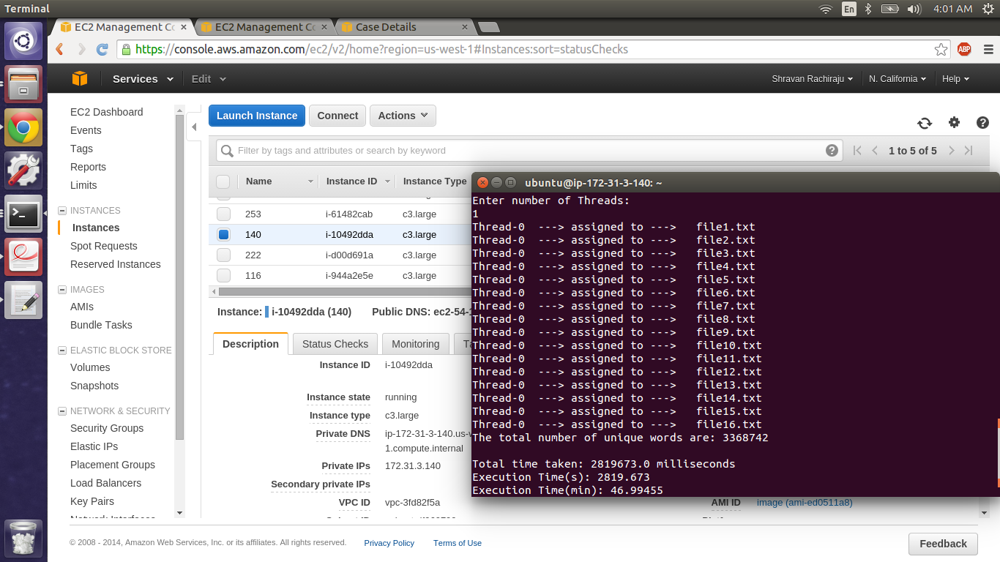 Terminal
En
4:01 AM
EC2 Management Co
EC2 Management Co
Case Details
https://console.aws.amazon.com/ec2/v2/home?region=us-west-1#Instances:sort=statusChecks
ABP
Services
Edit
Shravan Rachiraju
N. California
Help
EC2 Dashboard
Events
Tags
Reports
Limits
INSTANCES
Instances
Spot Requests
Reserved Instances
IMAGES
AMIs
Bundle Tasks
ELASTIC BLOCK STORE
Volumes
Snapshots
NETWORK & SECURITY
Security Groups
Elastic IPs
Placement Groups
Load Balancers
Key Pairs
Launch Instance
Connect
Actions
Filter by tags and attributes or search by keyword
1 to 5 of 5
Name Instance ID Instance Type
253 i-61482cab c3.large
140 i-10492dda c3.large
222 i-d00d691a c3.large
116 i-944a2e5e c3.large
Instance: i-10492dda (140) Public DNS: ec2-54-1
Description
Status Checks
Monitoring
Instance ID i-10492dda
Instance state running
Instance type c3.large
Private DNS ip-172-31-3-140.us-w
1.compute.internal
Private IPs 172.31.3.140
Secondary private IPs
VPC ID vpc-3fd82f5a
AMI ID image (ami-ed0511a8)
ubuntu@ip-172-31-3-140: ~
Enter number of Threads:
1
Thread-0 ---> assigned to ---> file1.txt
Thread-0 ---> assigned to ---> file2.txt
Thread-0 ---> assigned to ---> file3.txt
Thread-0 ---> assigned to ---> file4.txt
Thread-0 ---> assigned to ---> file5.txt
Thread-0 ---> assigned to ---> file6.txt
Thread-0 ---> assigned to ---> file7.txt
Thread-0 ---> assigned to ---> file8.txt
Thread-0 ---> assigned to ---> file9.txt
Thread-0 ---> assigned to ---> file10.txt
Thread-0 ---> assigned to ---> file11.txt
Thread-0 ---> assigned to ---> file12.txt
Thread-0 ---> assigned to ---> file13.txt
Thread-0 ---> assigned to ---> file14.txt
Thread-0 ---> assigned to ---> file15.txt
Thread-0 ---> assigned to ---> file16.txt
The total number of unique words are: 3368742
Total time taken: 2819673.0 milliseconds
Execution Time(s): 2819.673
Execution Time(min): 46.99455
© 2008 - 2014, Amazon Web Services, Inc. or its affiliates. All rights reserved.
Privacy Policy
Terms of Use
Feedback